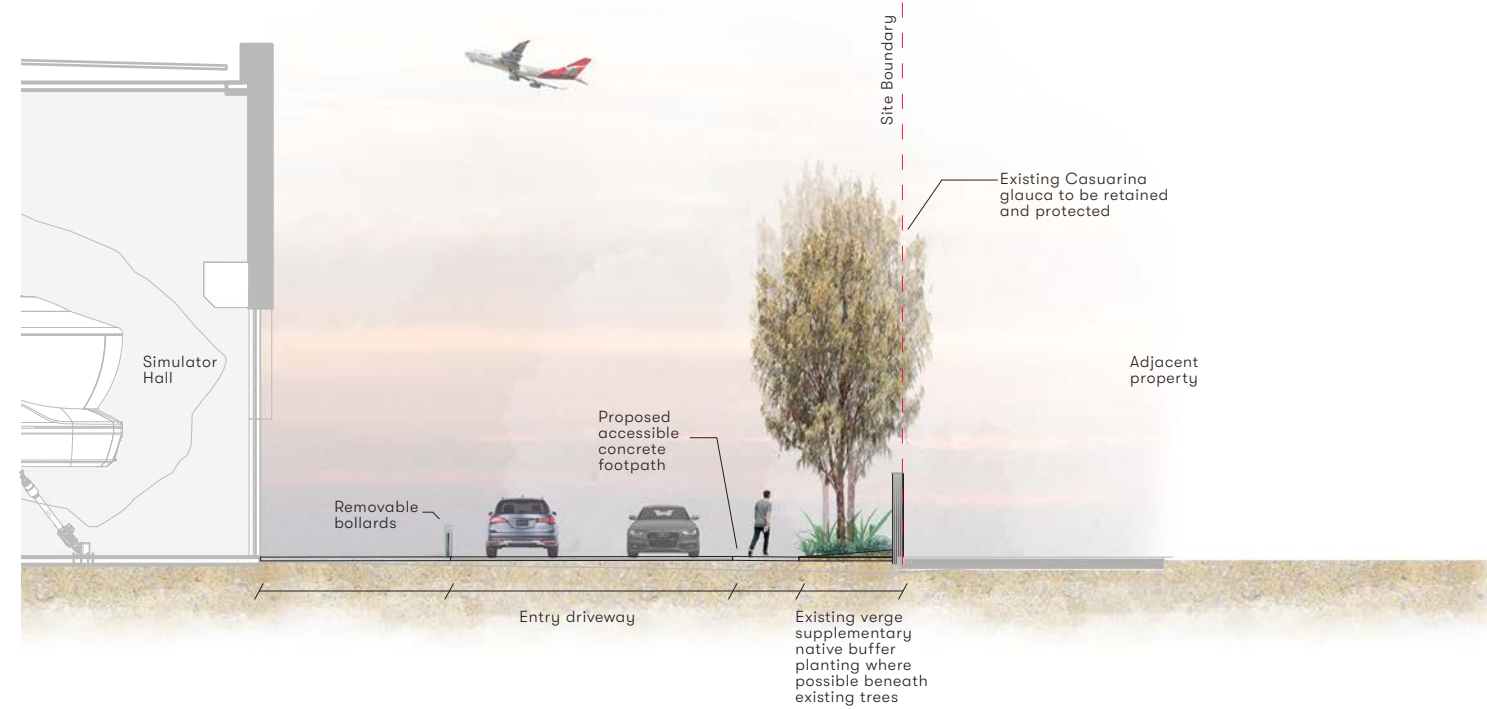 Site Boundary
Existing Casuarina
glauca to be retained
and protected
Simulator
Hall
Adjacent
property
Proposed
accessible
concrete
footpath
Removable
bollards
Entry driveway
Existing verge
supplementary
native buffer
planting where
possible beneath
existing trees